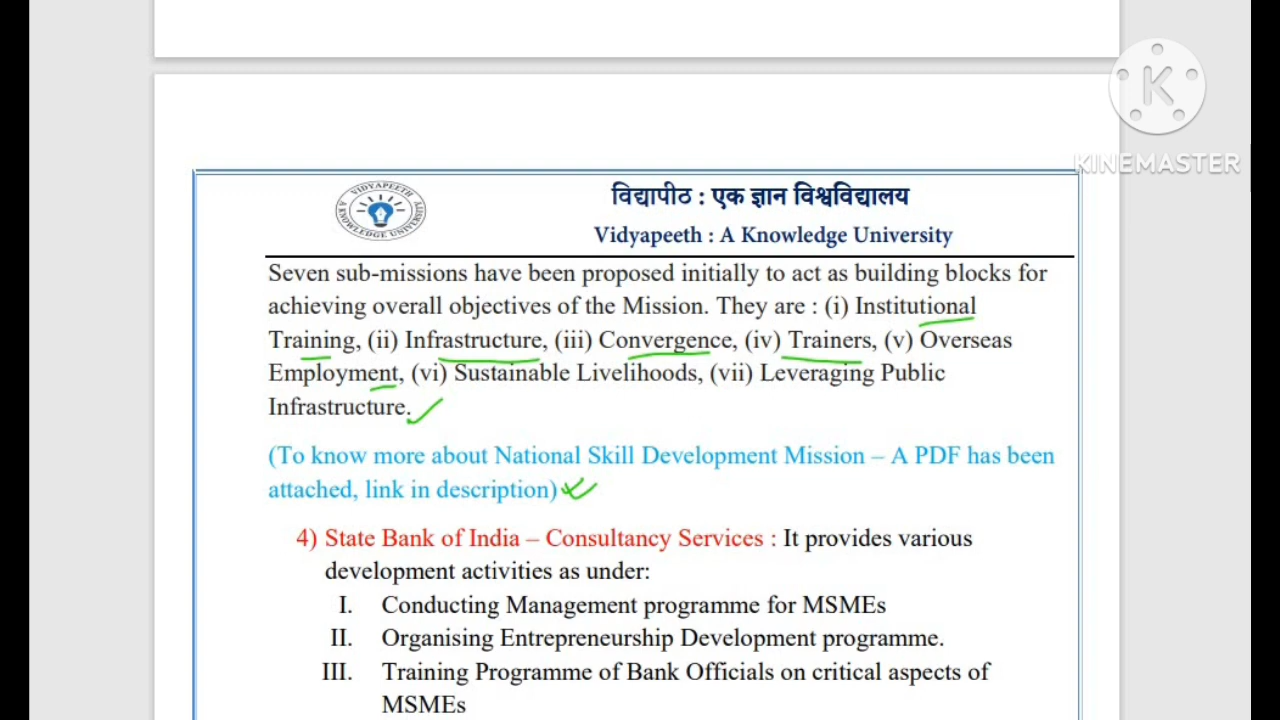 KINEMASTER
VIDYAPEETH
A KNOWLEDGE UNIVERSITY
विद्यापीठ : एक ज्ञान विश्वविद्यालय
Vidyapeeth : A Knowledge University
Seven sub-missions have been proposed initially to act as building blocks for
achieving overall objectives of the Mission. They are : (i) Institutional
Training, (ii) Infrastructure, (iii) Convergence, (iv) Trainers, (v) Overseas
Employment, (vi) Sustainable Livelihoods, (vii) Leveraging Public
Infrastructure.
(To know more about National Skill Development Mission – A PDF has been
attached, link in description)
4) State Bank of India – Consultancy Services : It provides various
development activities as under:
I. Conducting Management programme for MSMEs
II. Organising Entrepreneurship Development programme.
III. Training Programme of Bank Officials on critical aspects of
MSMEs